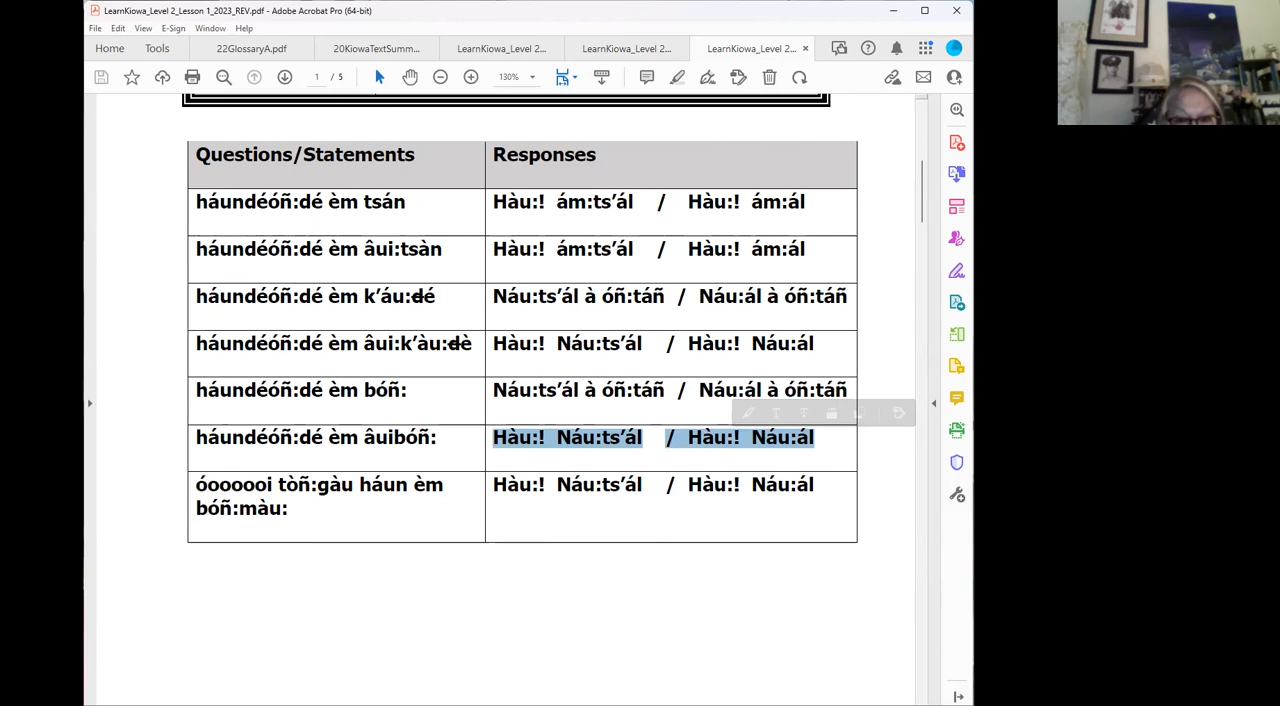 LearnKiowa_Level 2_Lesson 1_2023_REV.pdf - Adobe Acrobat Pro (64-bit)
File Edit View E-Sign Window Help
Home Tools 22GlossaryA.pdf 20KiowaTextSumm... LearnKiowa_Level 2... LearnKiowa_Level 2... LearnKiowa_Level 2... ×
1 / 5 130%
Questions/Statements Responses
háundéóñ:dé èm tsán Hàu:! ám:ts’ál / Hàu:! ám:ál
háundéóñ:dé èm âui:tsàn Hàu:! ám:ts’ál / Hàu:! ám:ál
háundéóñ:dé èm k’áu:dé Náu:ts’ál à óñ:táñ / Náu:ál à óñ:táñ
háundéóñ:dé èm âui:k’àu:dè Hàu:! Náu:ts’ál / Hàu:! Náu:ál
háundéóñ:dé èm bóñ: Náu:ts’ál à óñ:táñ / Náu:ál à óñ:táñ
háundéóñ:dé èm âuibóñ: Hàu:! Náu:ts’ál / Hàu:! Náu:ál
óoooooi tòñ:gàu háun èm Hàu:! Náu:ts’ál / Hàu:! Náu:ál
bóñ:màu: